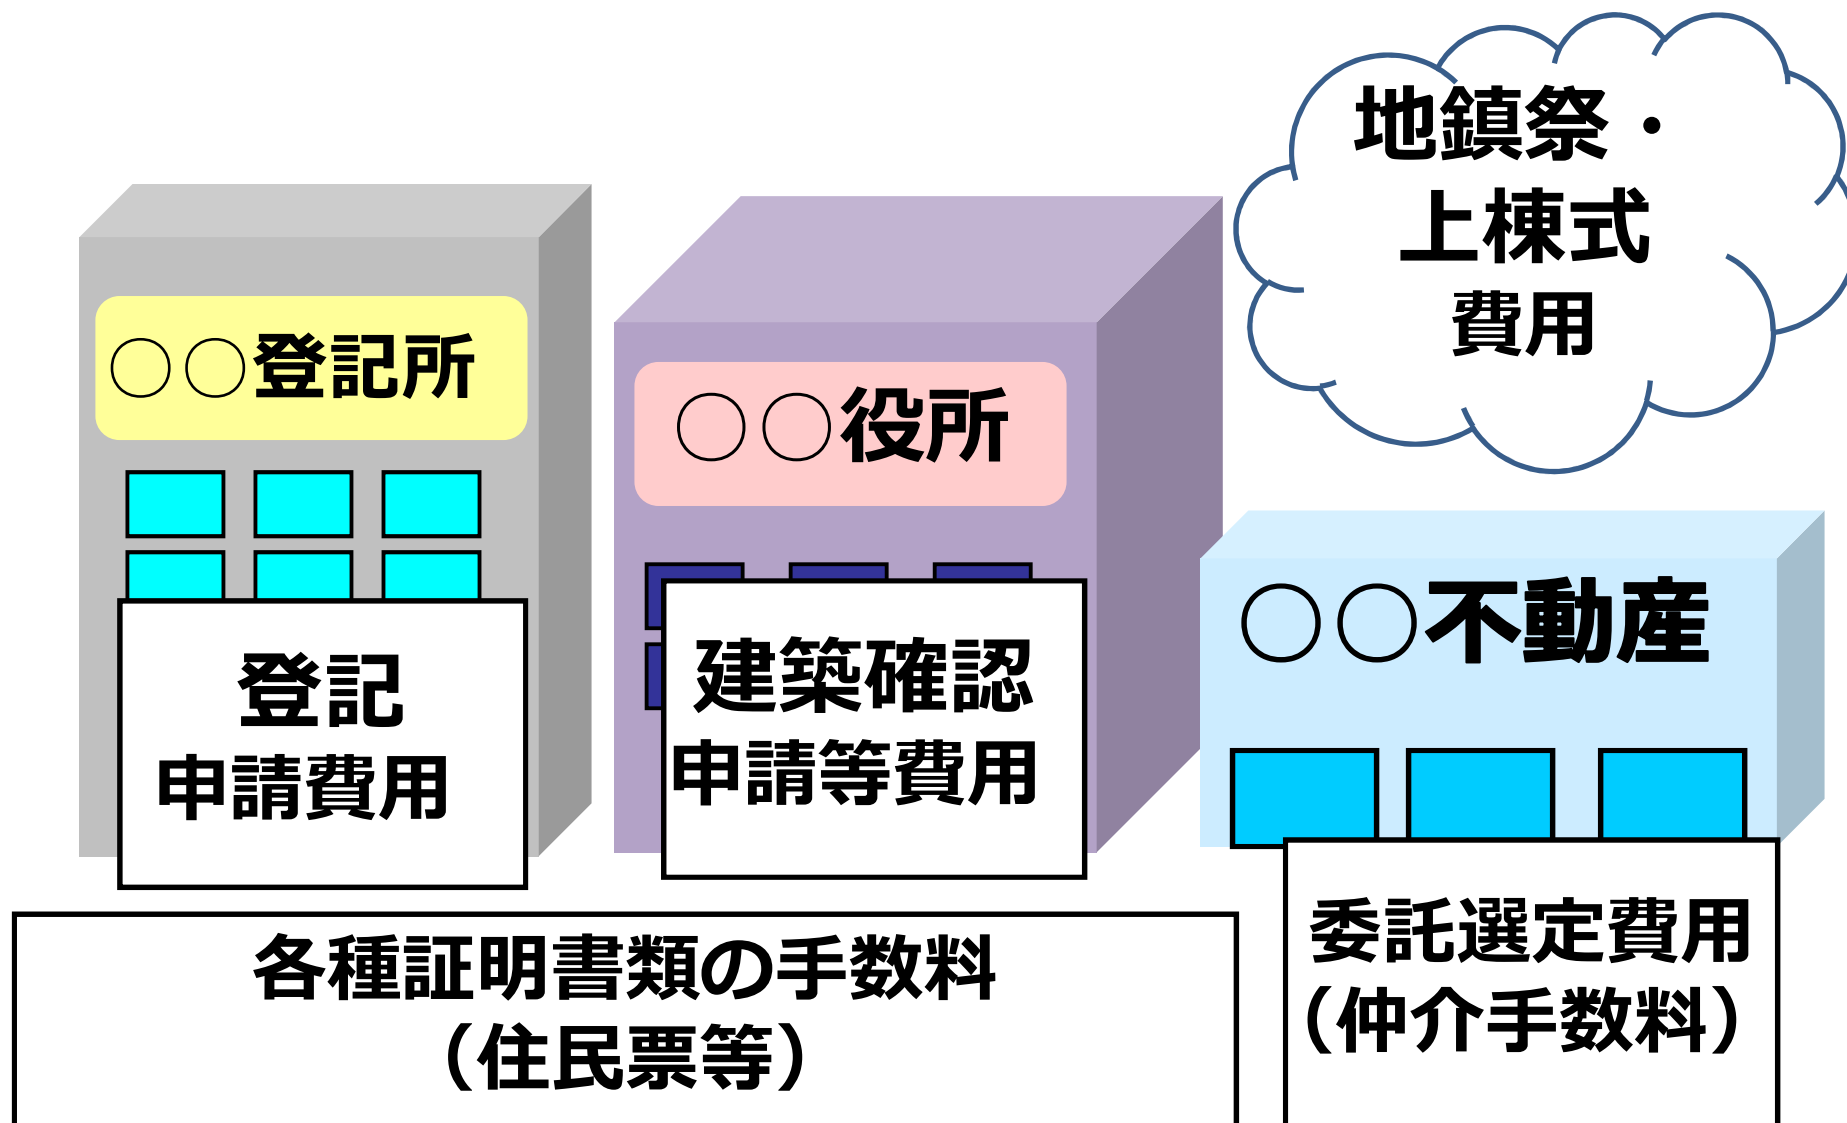 地鎮祭・
上棟式
費用
○○登記所
○○役所
○○不動産
登記
申請費用
建築確認
申請等費用
委託選定費用
（仲介手数料）
各種証明書類の手数料
（住民票等）